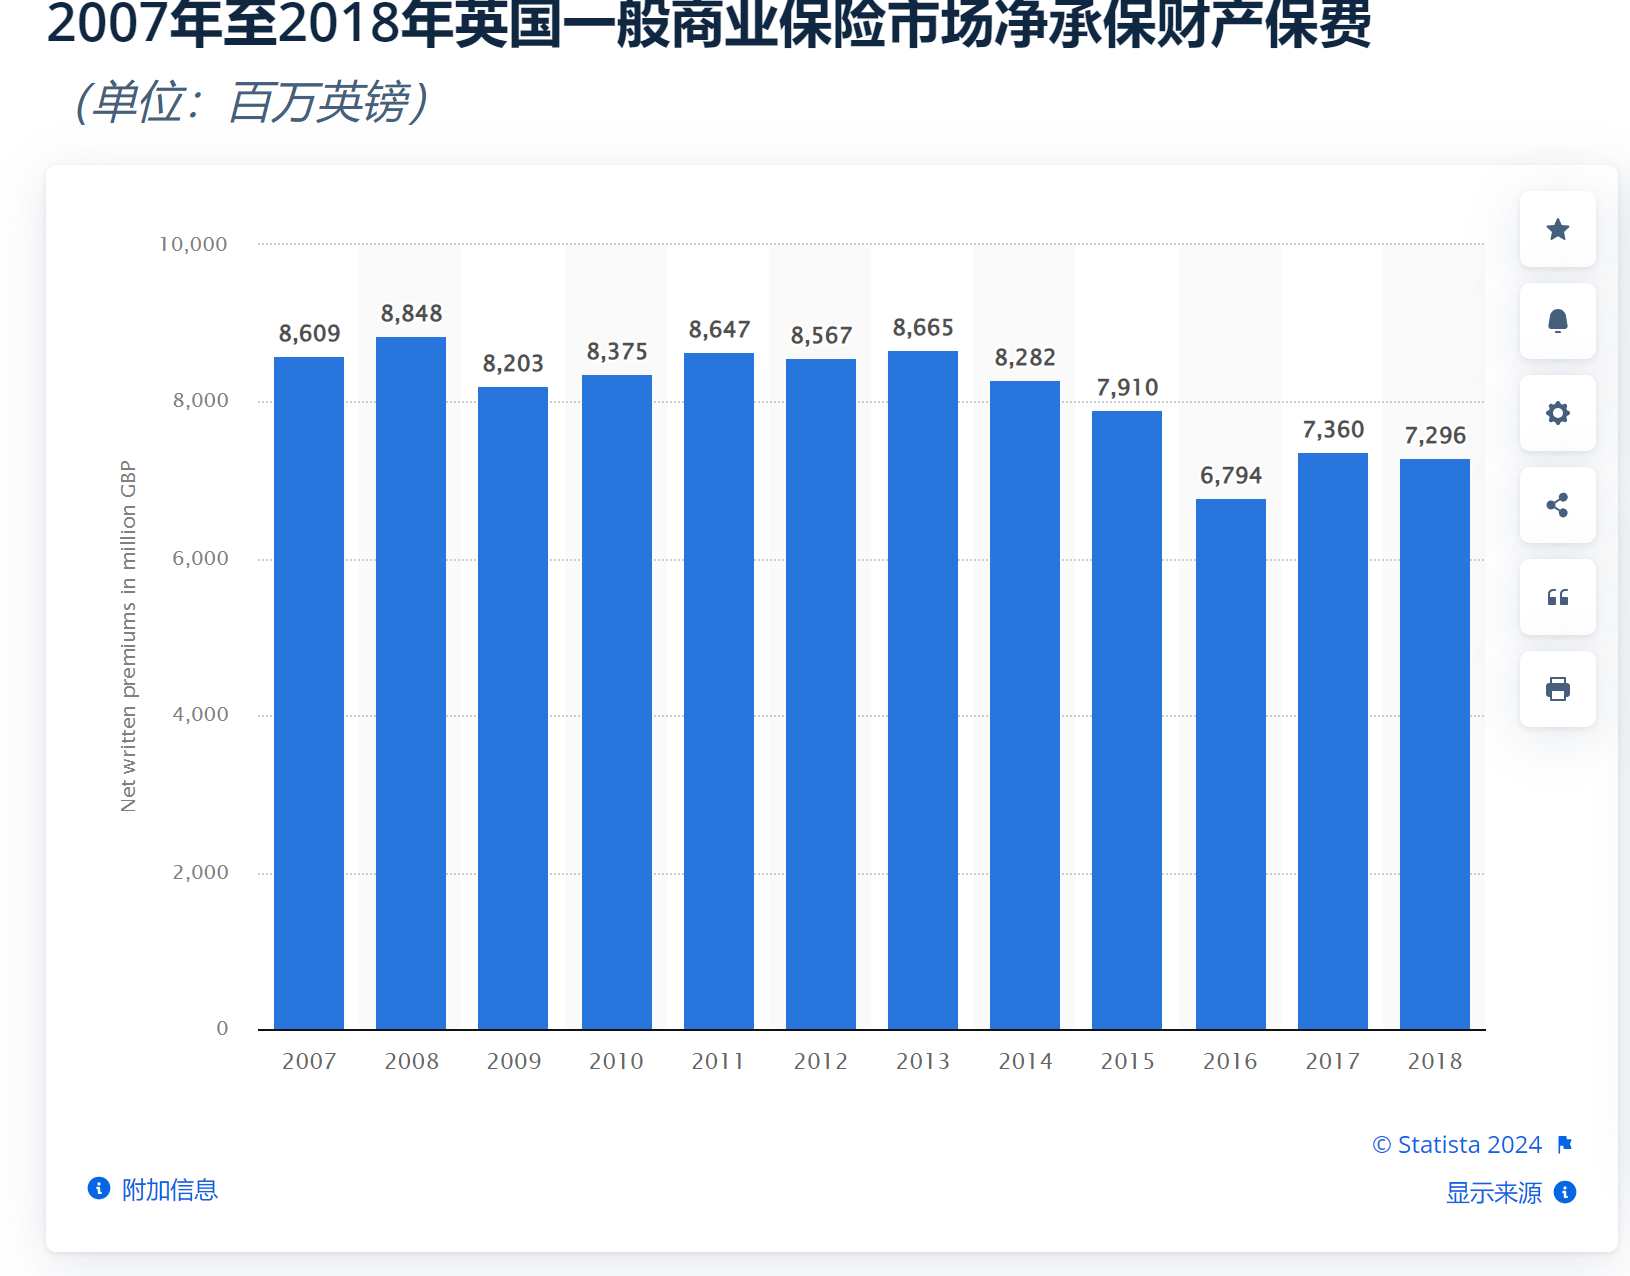 2007年至2018年英国一般商业保险市场净承保财产保费
（单位：百万英镑）
10,000
8,000
6,000
4,000
2,000
0
Net written premiums in million GBP
8,609
8,848
8,203
8,375
8,647
8,567
8,665
8,282
7,910
6,794
7,360
7,296
2007 2008 2009 2010 2011 2012 2013 2014 2015 2016 2017 2018
© Statista 2024
附加信息
显示来源